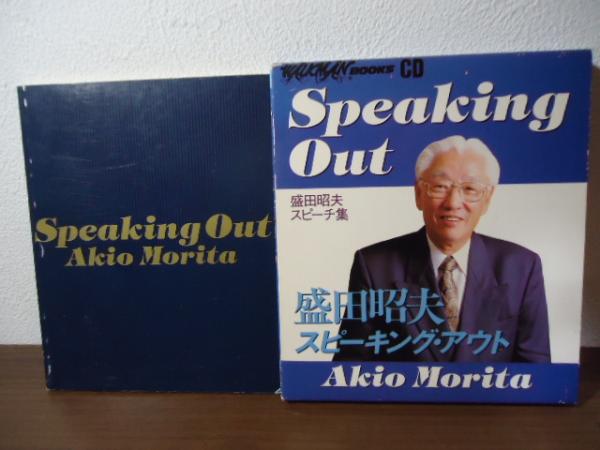 Speaking Out
Akio Morita
WALKMAN BOOKS CD
Speaking
Out
盛田昭夫
スピーチ集
盛田昭夫
スピーキング・アウト
Akio Morita